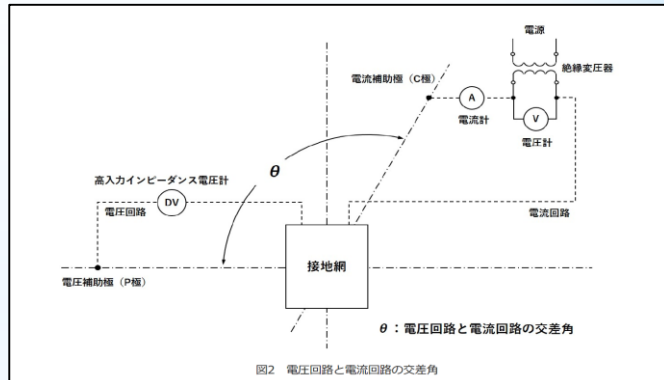 電源
絶縁変圧器
電流補助極（C極）
A
V
電流計
電圧計
θ
高入力インピーダンス電圧計
DV
電圧回路
電流回路
接地網
電圧補助極（P極）
θ：電圧回路と電流回路の交差角
図2 電圧回路と電流回路の交差角